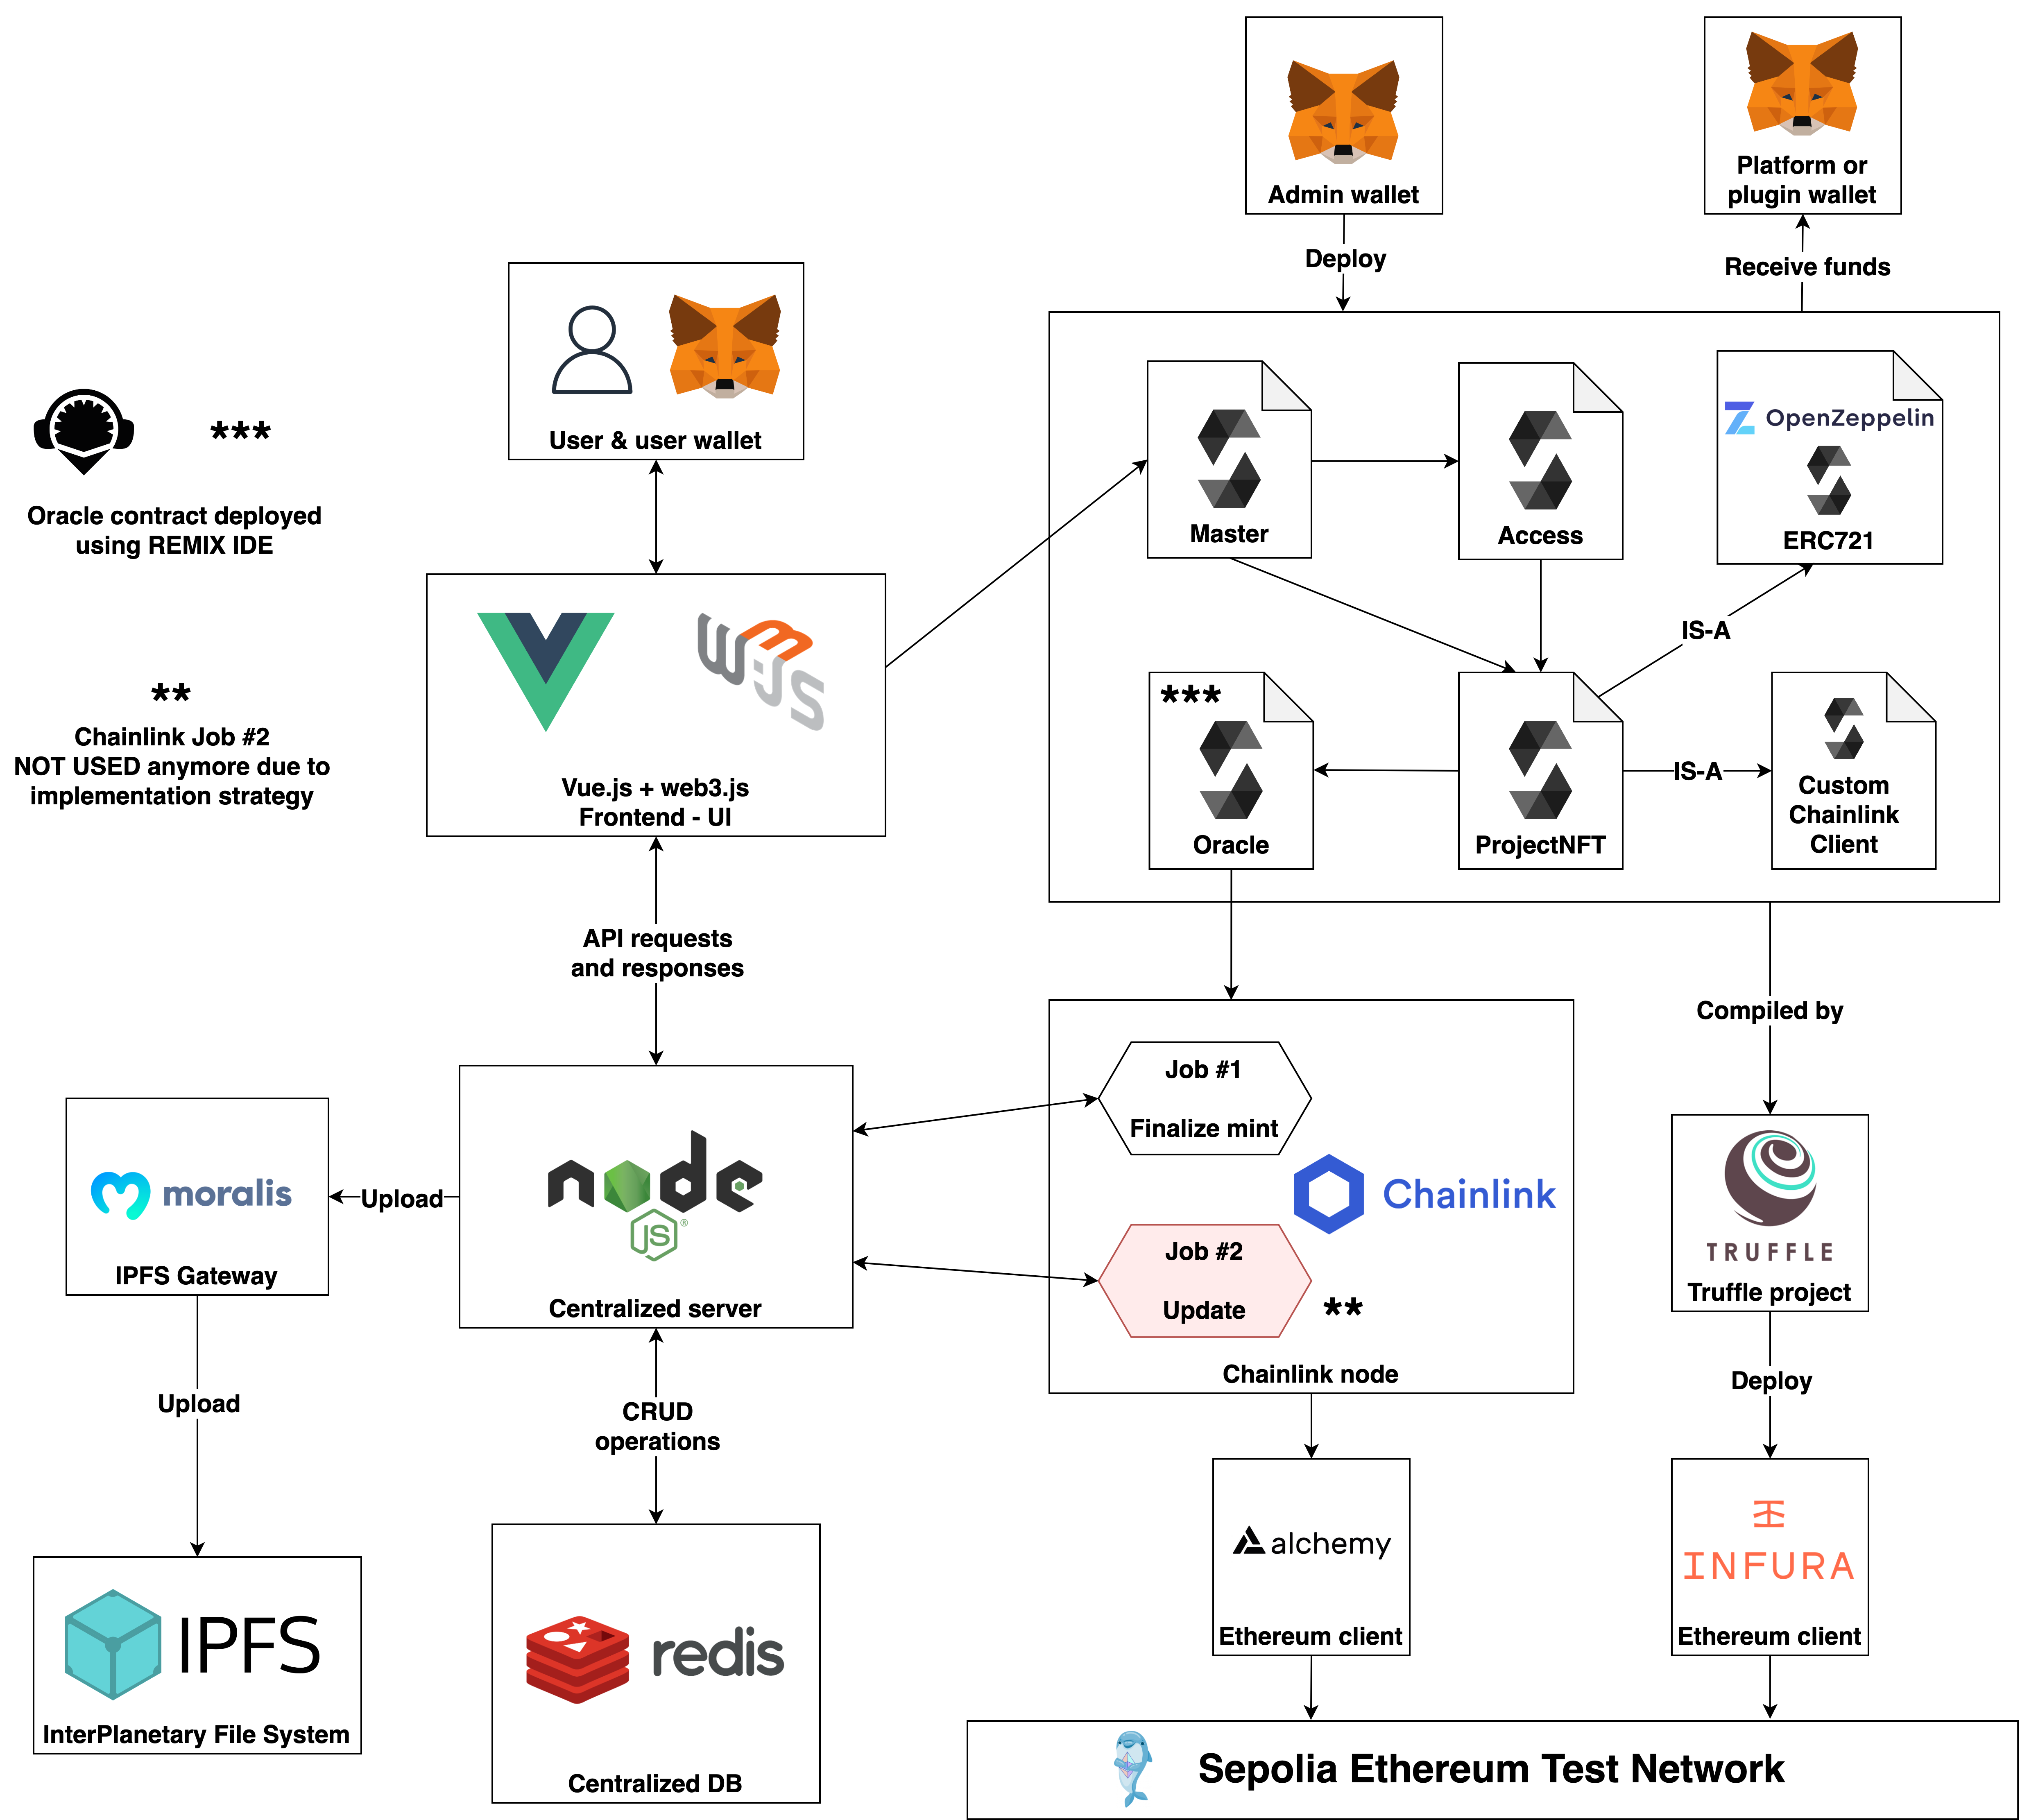 Admin wallet
Platform or
plugin wallet
Deploy
Receive funds
User & user wallet
***
Oracle contract deployed
using REMIX IDE
**
Chainlink Job #2
NOT USED anymore due to
implementation strategy
Vue.js + web3.js
Frontend - UI
Master
Access
OpenZeppelin
ERC721
IS-A
***
Oracle
ProjectNFT
IS-A
Custom
Chainlink
Client
API requests
and responses
Compiled by
Job #1
Finalize mint
Chainlink
Job #2
Update
**
Chainlink node
moralis
IPFS Gateway
Upload
node
JS®
Centralized server
TRUFFLE
Truffle project
Upload
CRUD
operations
Deploy
alchemy
Ethereum client
INFURA
Ethereum client
IPFS
InterPlanetary File System
redis
Centralized DB
Sepolia Ethereum Test Network